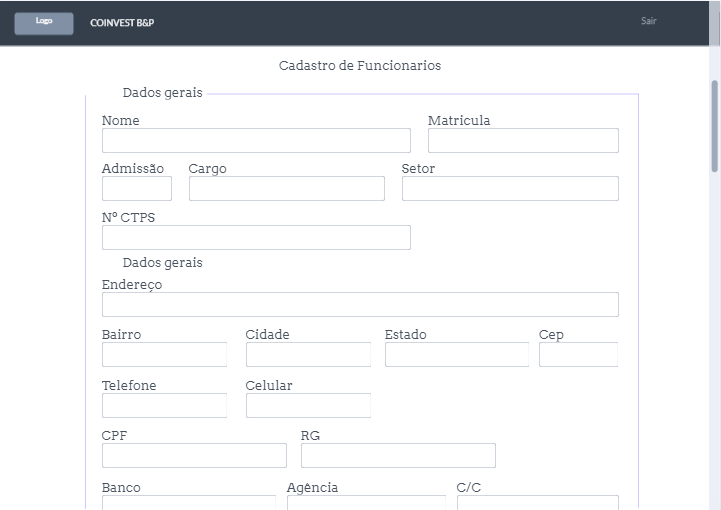 Logo COINVEST B&P Sair
Cadastro de Funcionarios
Dados gerais
Nome Matricula
Admissão Cargo Setor
Nº CTPS
Dados gerais
Endereço
Bairro Cidade Estado Cep
Telefone Celular
CPF RG
Banco Agência C/C